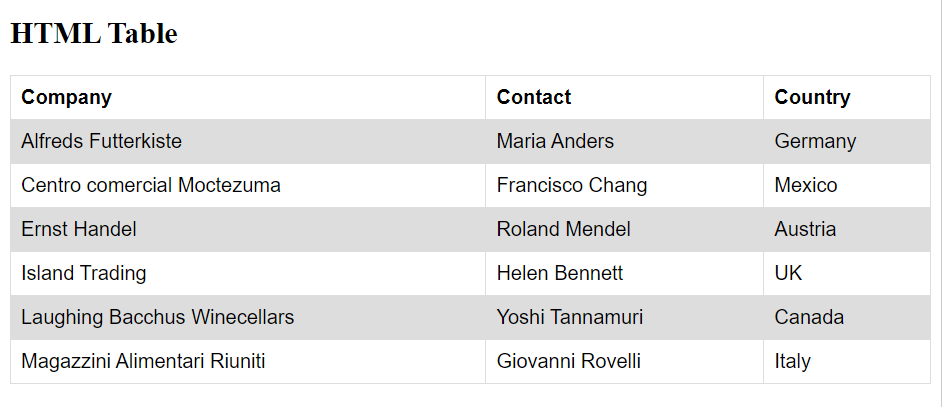 HTML Table
Company Contact Country
Alfreds Futterkiste Maria Anders Germany
Centro comercial Moctezuma Francisco Chang Mexico
Ernst Handel Roland Mendel Austria
Island Trading Helen Bennett UK
Laughing Bacchus Winecellars Yoshi Tannamuri Canada
Magazzini Alimentari Riuniti Giovanni Rovelli Italy